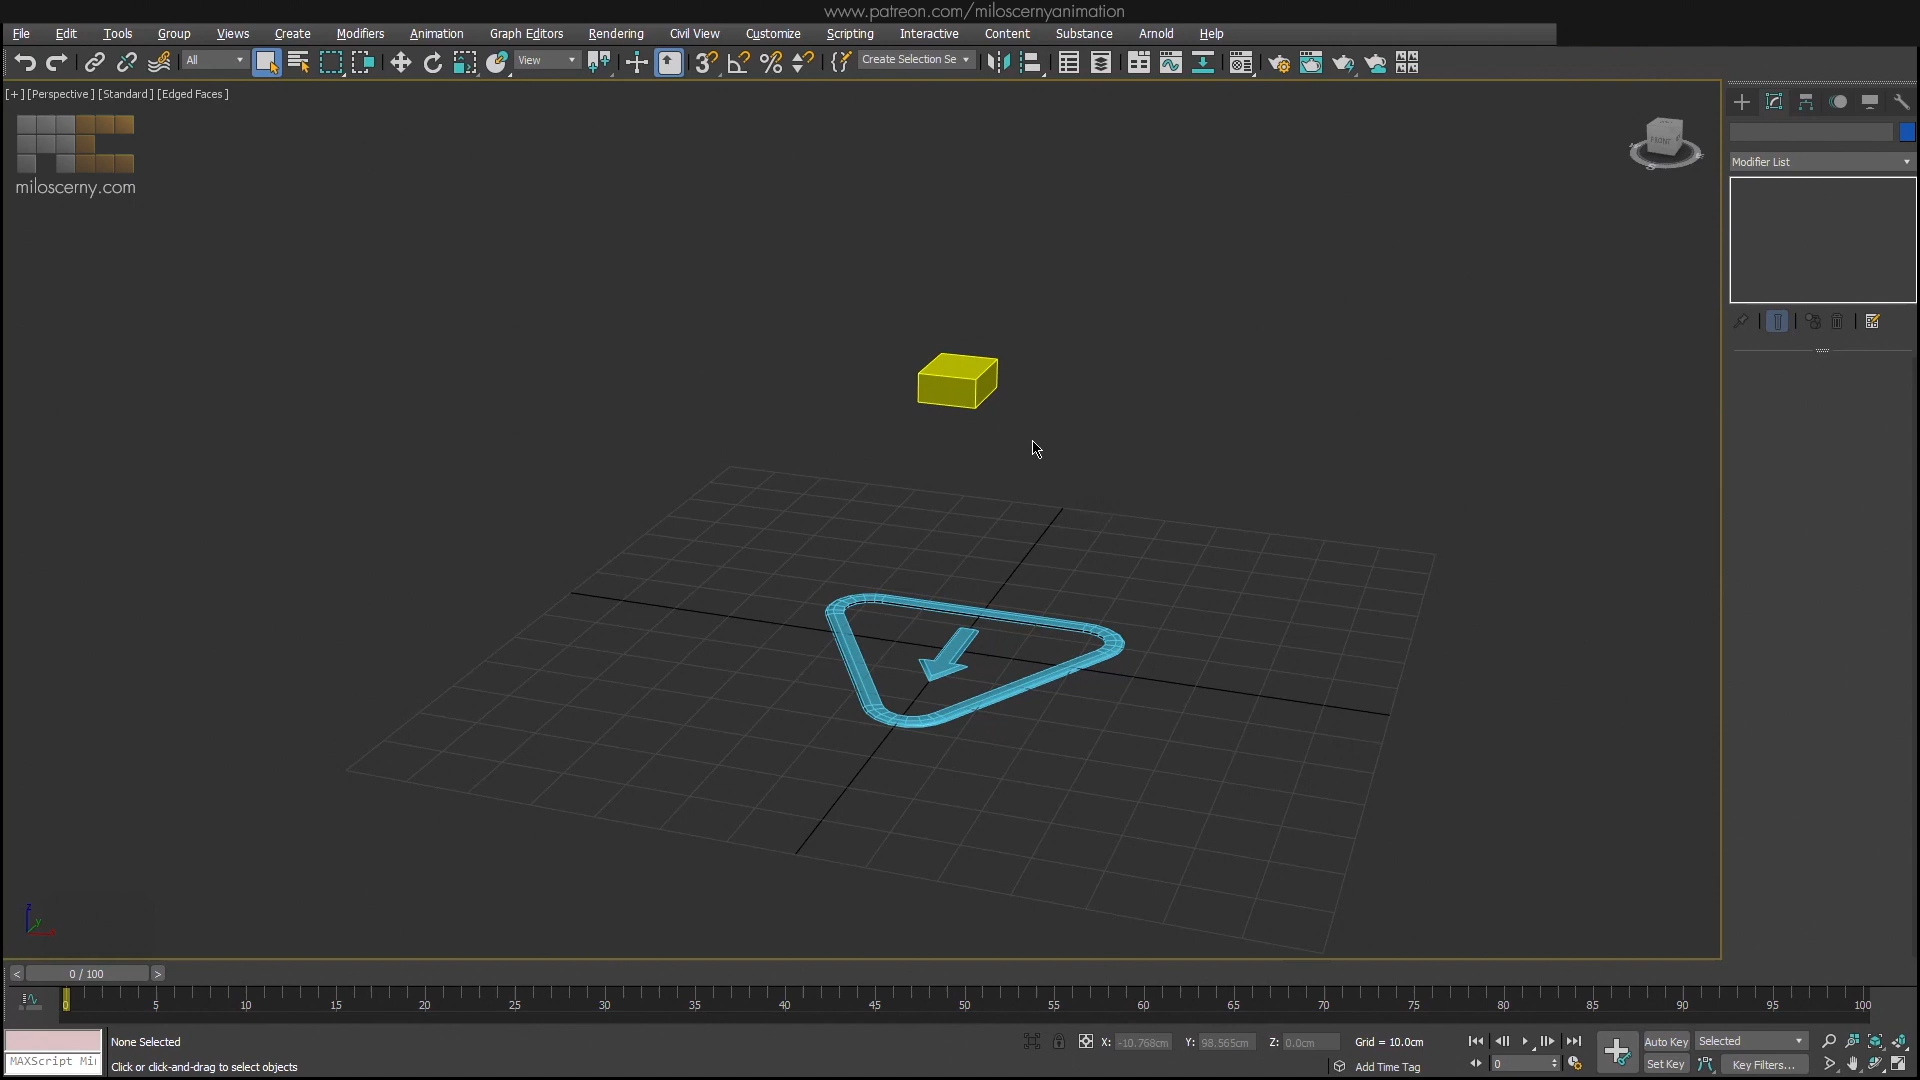 www.patreon.com/miloscernyanimation
File Edit Tools Group Views Create Modifiers Animation Graph Editors Rendering Civil View Customize Scripting Interactive Content Substance Arnold Help
All View Create Selection Se
[+] [Perspective ] [Standard ] [Edged Faces ]
miloscerny.com
FRONT
Modifier List
z
y
0 / 100
0 5 10 15 20 25 30 35 40 45 50 55 60 65 70 75 80 85 90 95 100
None Selected X: -10.768cm Y: 98.565cm Z: 0.0cm Grid = 10.0cm Auto Key Selected
MAXScript Mi Click or click-and-drag to select objects Add Time Tag 0 Set Key Key Filters...